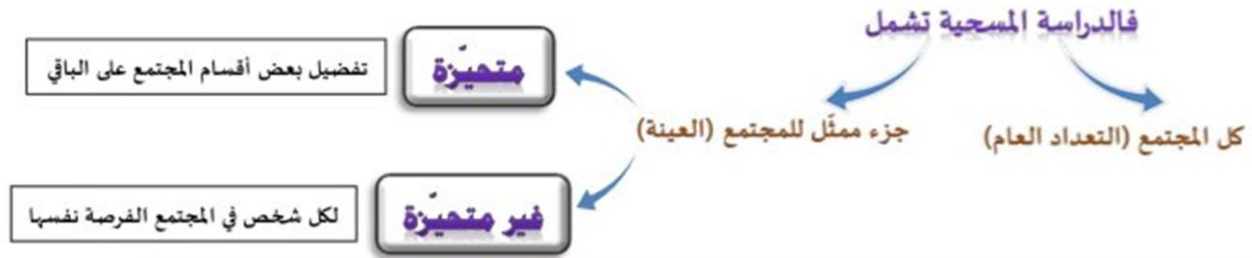 فالدراسة المسحية تشمل
كل المجتمع (التعداد العام)
جزء ممثّل للمجتمع (العينة)
متحيّزة
تفضيل بعض أقسام المجتمع على الباقي
غير متحيّزة
لكل شخص في المجتمع الفرصة نفسها